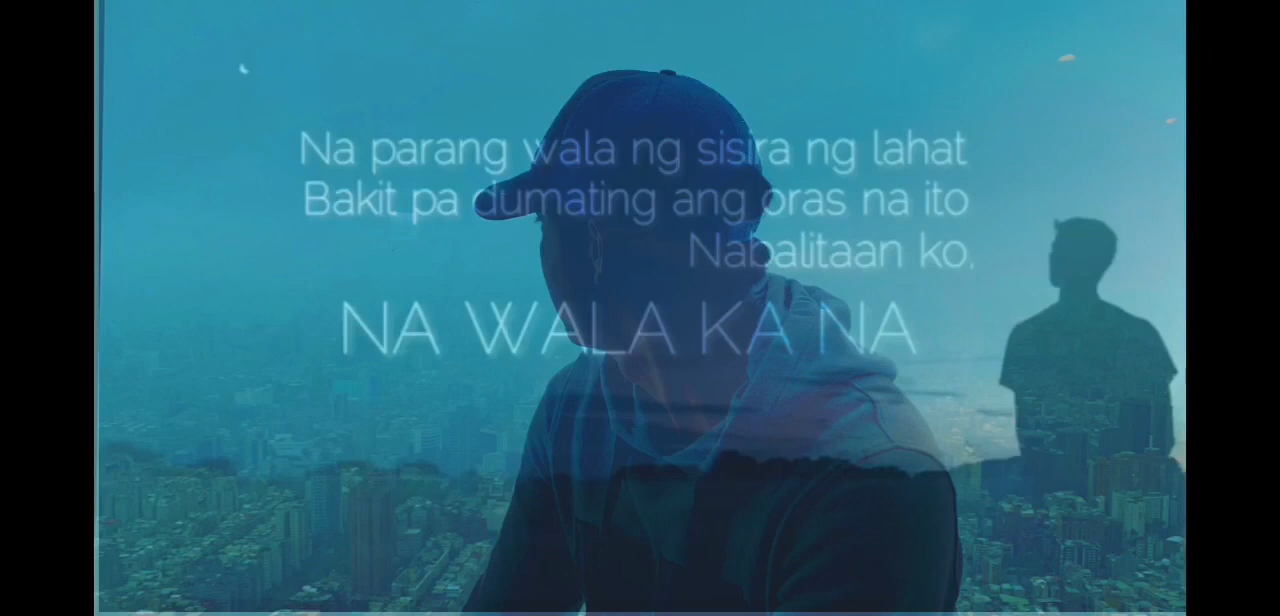 Na parang wala ng sisira ng lahat
Bakit pa dumating ang oras na ito
Nabalitaan ko,
NA WALA KA NA